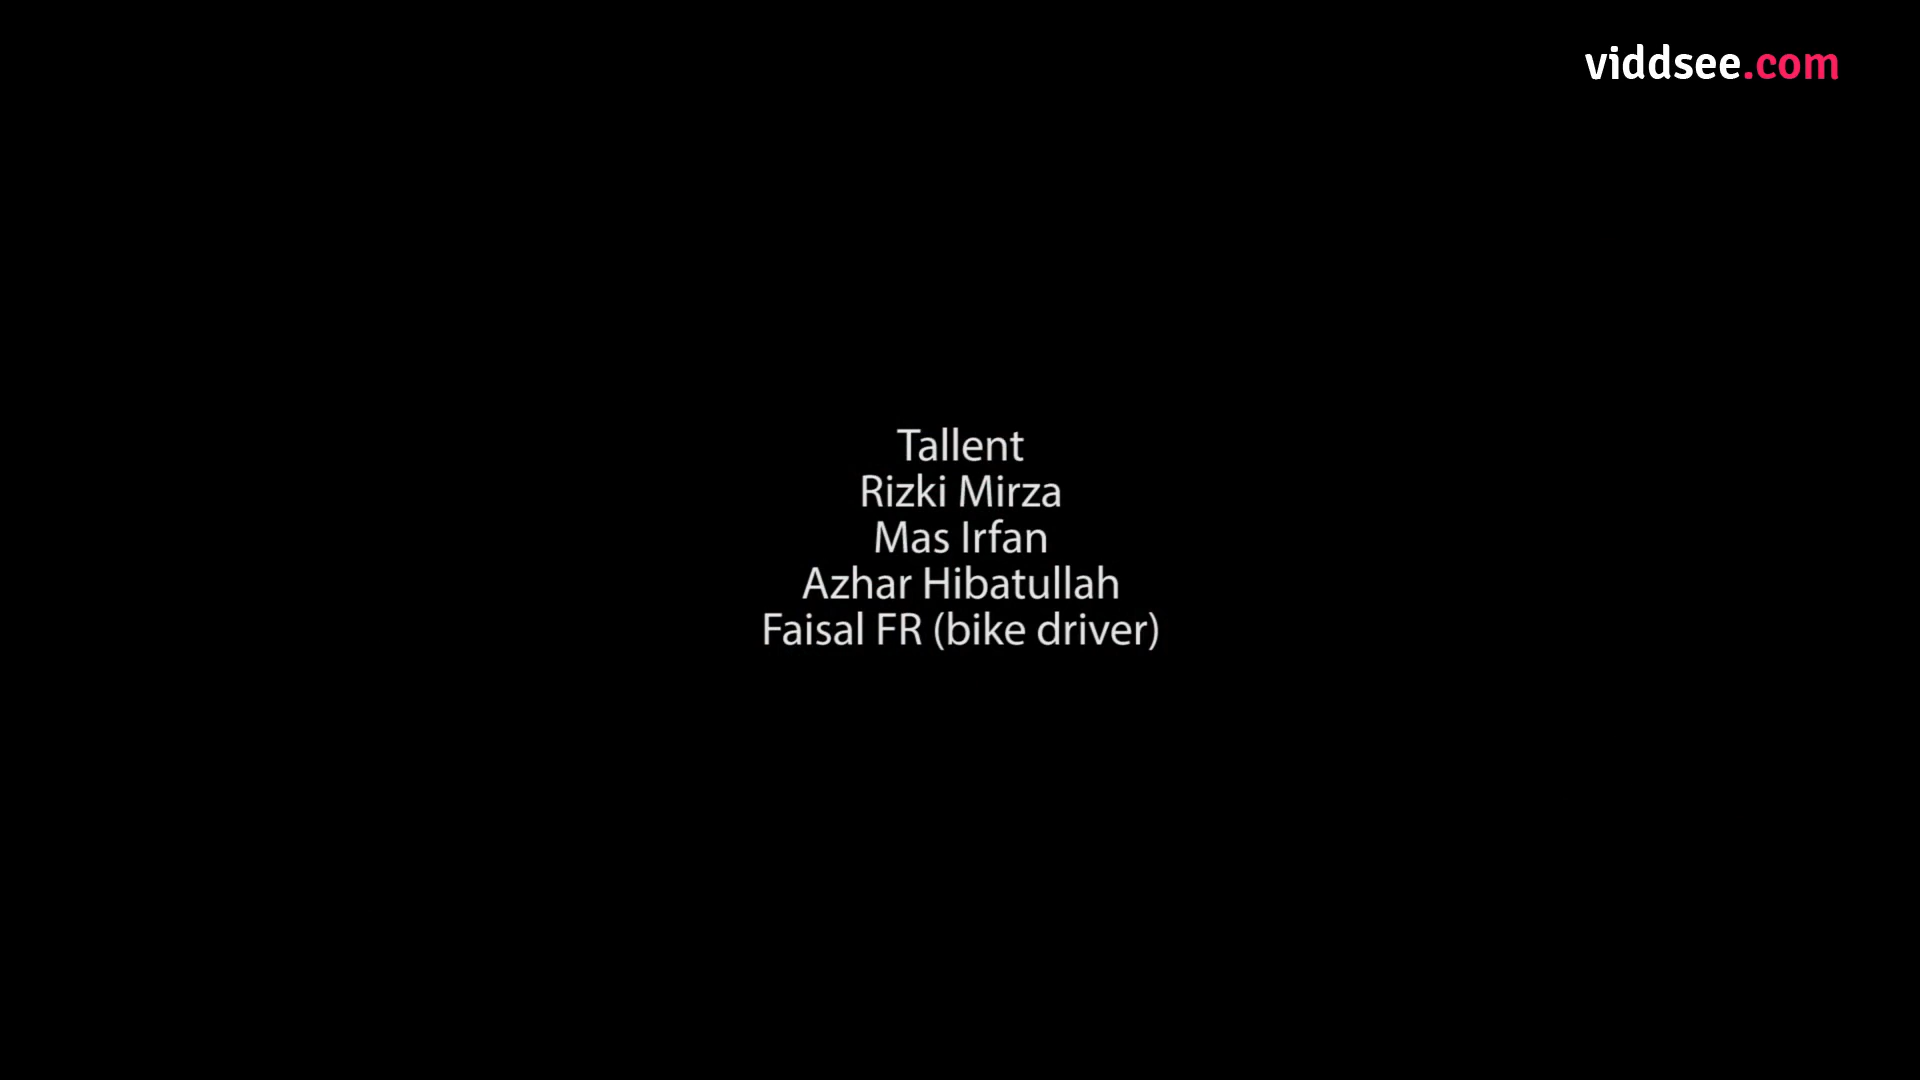 viddsee.com
Tallent
Rizki Mirza
Mas Irfan
Azhar Hibatullah
Faisal FR (bike driver)